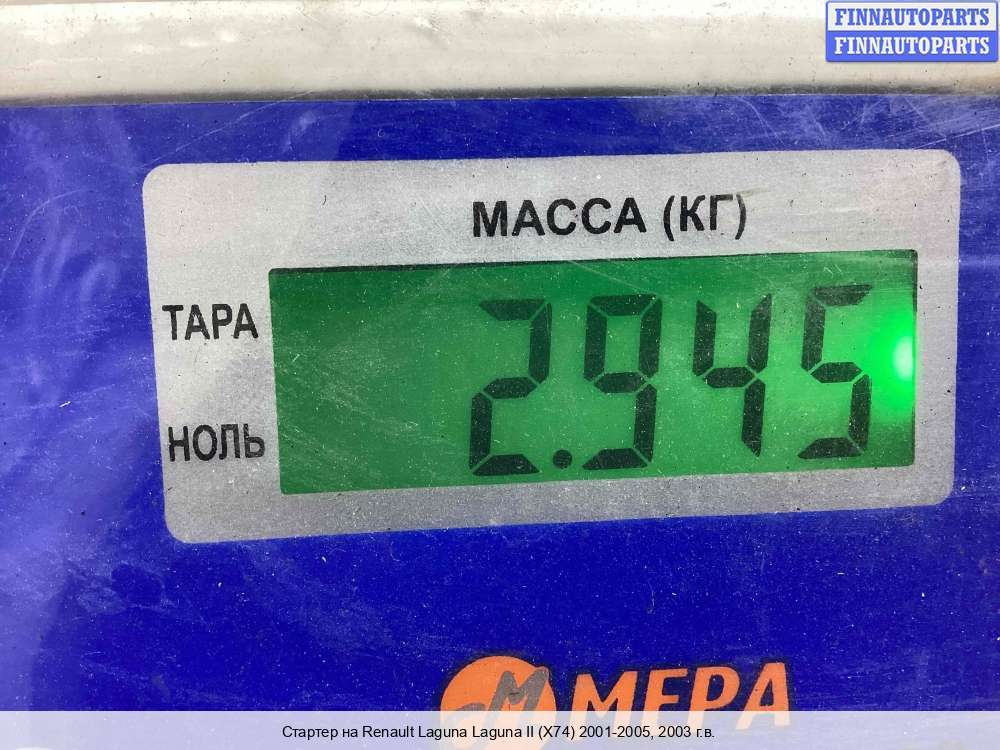 FINNAUTOPARTS
FINNAUTOPARTS
МАССА (КГ)
ТАРА
2.945
НОЛЬ
МЕРА
Стартер на Renault Laguna Laguna II (X74) 2001-2005, 2003 г.в.